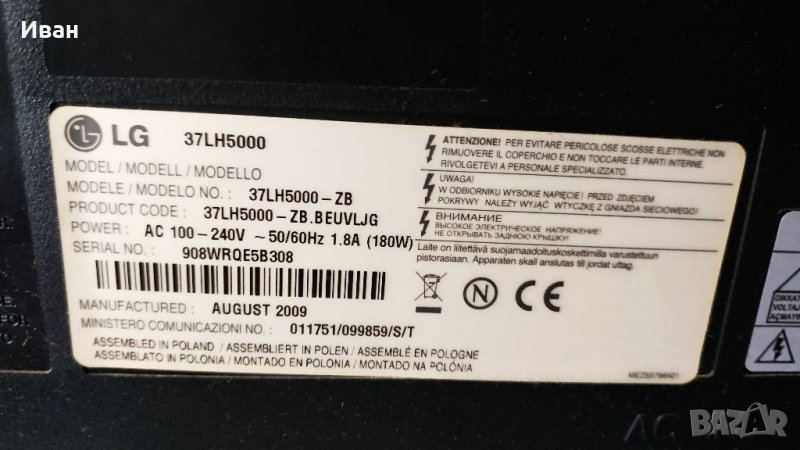 Иван
LG 37LH5000
MODEL / MODELL / MODELLO
MODELE / MODELO NO. : 37LH5000-ZB
PRODUCT CODE : 37LH5000-ZB.BEUVLJG
POWER : AC 100-240V ~50/60Hz 1.8A (180W)
SERIAL NO. : 908WRQE5B308
MANUFACTURED : AUGUST 2009
MINISTERO COMUNICAZIONI NO. : 011751/099859/S/T
ASSEMBLED IN POLAND / ASSEMBLIERT IN POLEN / ASSEMBLÉ EN POLOGNE
ASSEMBLATO IN POLONIA / MONTADO EN POLONIA / MONTADO NA POLÓNIA
ATTENZIONE! PER EVITARE PERICOLOSE SCOSSE ELETTRICHE NON
RIMUOVERE IL COPERCHIO E NON TOCCARE LE PARTI INTERNE.
RIVOLGETEVI A PERSONALE SPECIALIZZATO.
UWAGA!
W ODBIORNIKU WYSOKIE NAPIĘCIE! PRZED ZDJĘCIEM
POKRYWY NALEŻY WYJĄĆ WTYCZKĘ Z GNIAZDA SIECIOWEGO!
ВНИМАНИЕ
ВЫСОКОЕ ЭЛЕКТРИЧЕСКОЕ НАПРЯЖЕНИЕ!
НЕ ОТКРЫВАТЬ ЗАДНЮЮ КРЫШКУ!
Laite on liitettävä suojamaadoituskoskettimilla varustettuun
pistorasiaan. Apparaten skall anslutas till jordat uttag.
N CE
DIKKAT
VOLTAJ
AÇMAYIN
AC
BAZAR